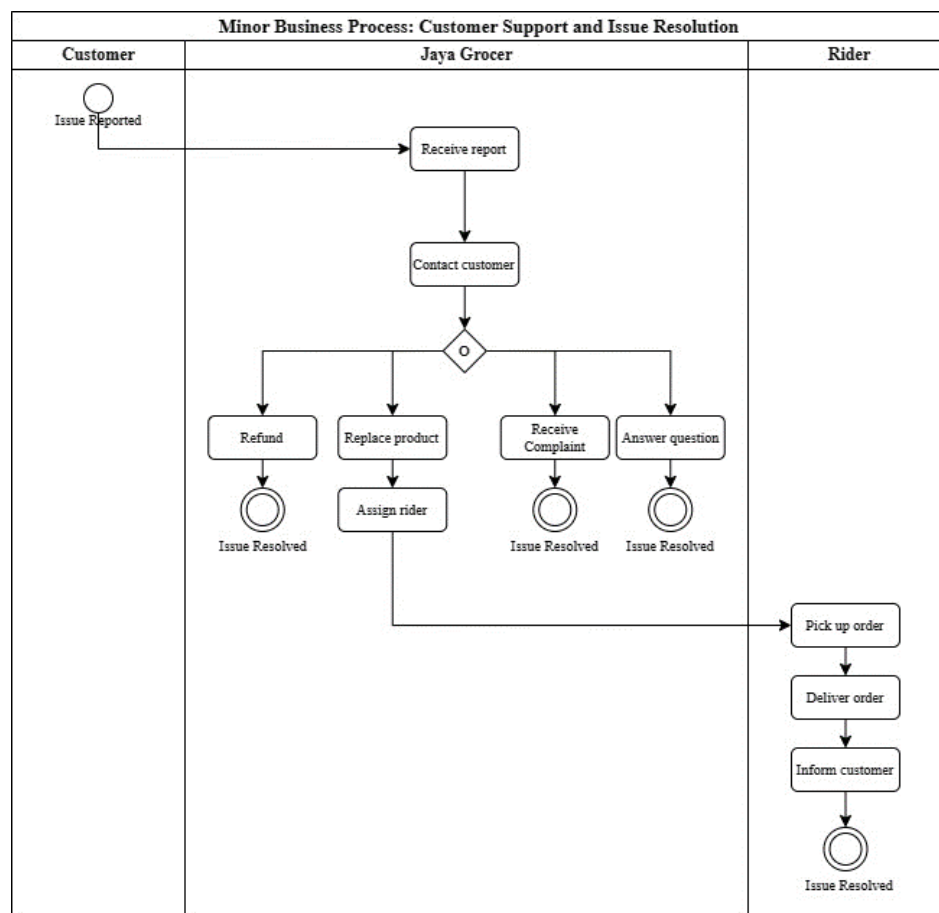 Minor Business Process: Customer Support and Issue Resolution
Customer
Jaya Grocer
Rider
Issue Reported
Receive report
Contact customer
O
Refund
Replace product
Receive
Complaint
Answer question
Issue Resolved
Assign rider
Issue Resolved
Issue Resolved
Pick up order
Deliver order
Inform customer
Issue Resolved